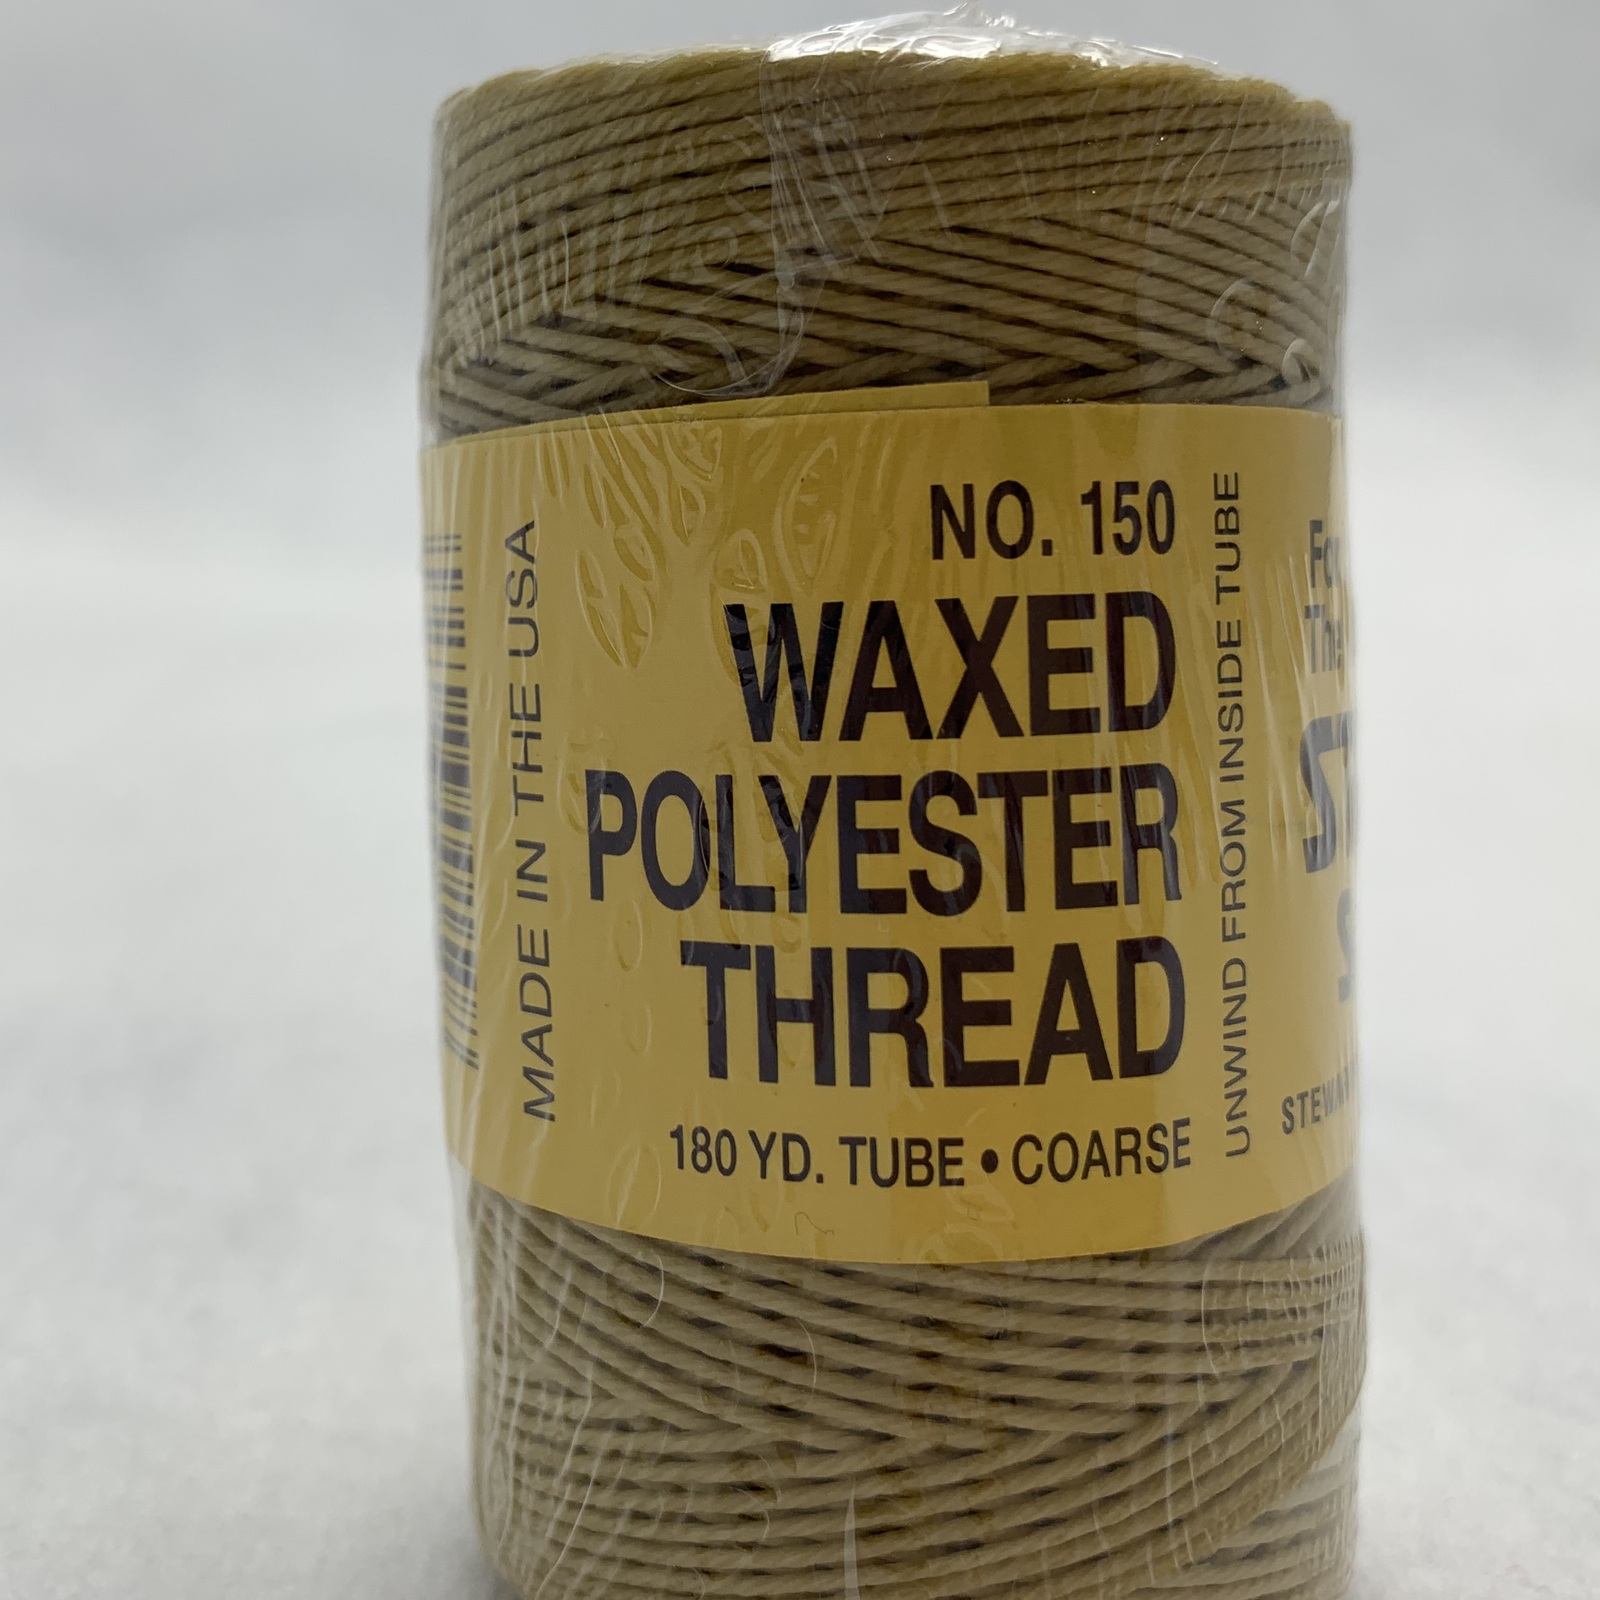 MADE IN THE USA
NO. 150
WAXED
POLYESTER
THREAD
180 YD. TUBE • COARSE
UNWIND FROM INSIDE TUBE